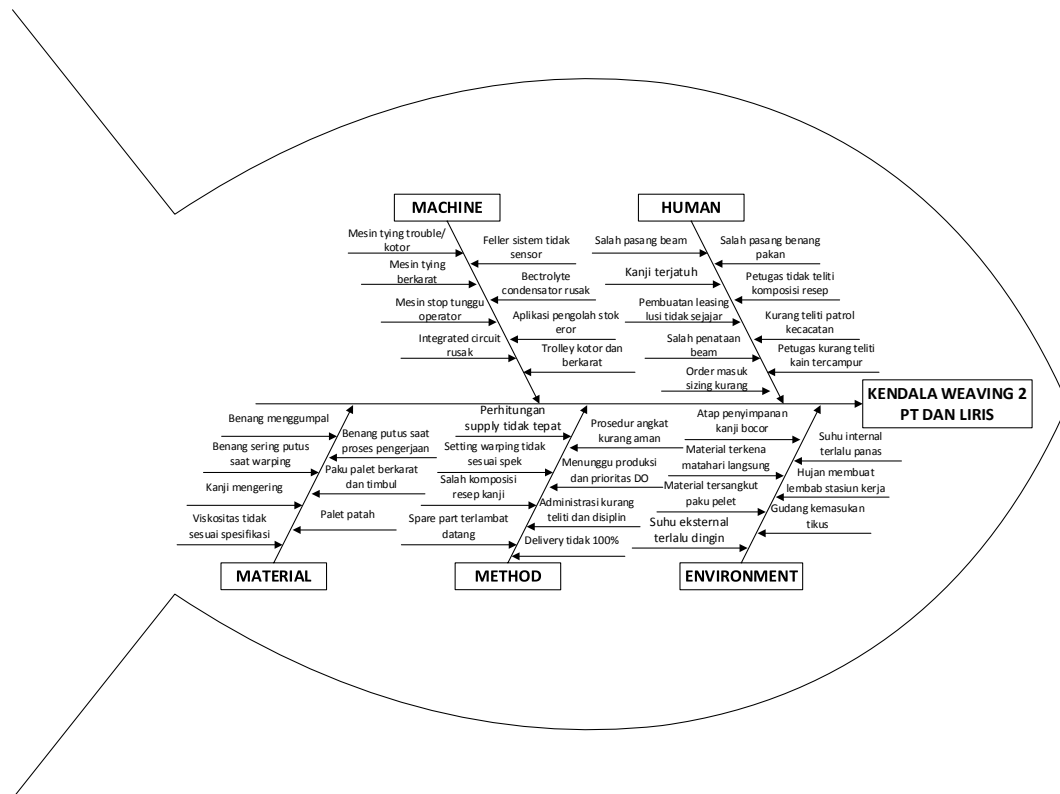 MACHINE
Mesin tying trouble/
kotor
Mesin tying
berkarat
Mesin stop tunggu
operator
Integrated circuit
rusak
Feller sistem tidak
sensor
Bectrolyte
condensator rusak
Aplikasi pengolah stok
eror
Trolley kotor dan
berkarat
HUMAN
Salah pasang beam
Kanji terjatuh
Pembuatan leasing
lusi tidak sejajar
Salah penataan
beam
Order masuk
sizing kurang
Salah pasang benang
pakan
Petugas tidak teliti
komposisi resep
Kurang teliti patrol
kecacatan
Petugas kurang teliti
kain tercampur
KENDALA WEAVING 2
PT DAN LIRIS
Benang menggumpal
Benang sering putus
saat warping
Kanji mengering
Viskositas tidak
sesuai spesifikasi
Benang putus saat
proses pengerjaan
Paku palet berkarat
dan timbul
Palet patah
MATERIAL
Perhitungan
supply tidak tepat
Setting warping tidak
sesuai spek
Salah komposisi
resep kanji
Spare part terlambat
datang
Prosedur angkat
kurang aman
Menunggu produksi
dan prioritas DO
Administrasi kurang
teliti dan disiplin
Delivery tidak 100%
METHOD
Atap penyimpanan
kanji bocor
Material terkena
matahari langsung
Material tersangkut
paku pelet
Suhu eksternal
terlalu dingin
Suhu internal
terlalu panas
Hujan membuat
lembab stasiun kerja
Gudang kemasukan
tikus
ENVIRONMENT